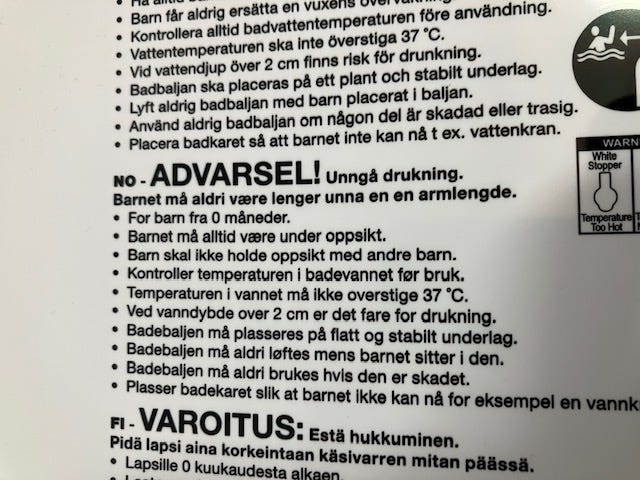 • Barn får aldrig ersätta en vuxens övervakning.
• Kontrollera alltid badvattentemperaturen före användning.
• Vattentemperaturen ska inte överstiga 37 °C.
• Vid vattendjup över 2 cm finns risk för drunkning.
• Badbaljan ska placeras på ett plant och stabilt underlag.
• Lyft aldrig badbaljan med barn placerat i baljan.
• Använd aldrig badbaljan om någon del är skadad eller trasig.
• Placera badkaret så att barnet inte kan nå t ex. vattenkran.
WARN
White
Stopper
Temperature
Too Hot
NO - ADVARSEL! Unngå drukning.
Barnet må aldri være lenger unna en en armlengde.
• For barn fra 0 måneder.
• Barnet må alltid være under oppsikt.
• Barn skal ikke holde oppsikt med andre barn.
• Kontroller temperaturen i badevannet før bruk.
• Temperaturen i vannet må ikke overstige 37 °C.
• Ved vanndybde over 2 cm er det fare for drukning.
• Badebaljen må plasseres på flatt og stabilt underlag.
• Badebaljen må aldri løftes mens barnet sitter i den.
• Badebaljen må aldri brukes hvis den er skadet.
• Plasser badekaret slik at barnet ikke kan nå for eksempel en vannk
FI - VAROITUS: Estä hukkuminen.
Pidä lapsi aina korkeintaan käsivarren mitan päässä.
• Lapsille 0 kuukaudesta alkaen.